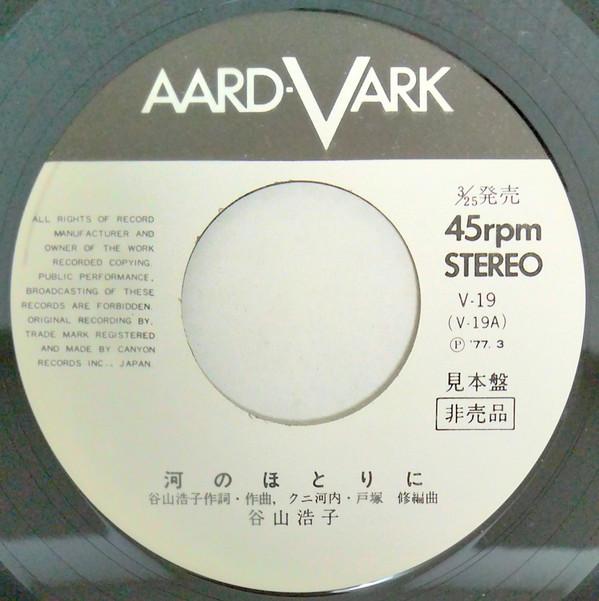 AARD-VARK
ALL RIGHTS OF RECORD
MANUFACTURER AND
OWNER OF THE WORK
RECORDED COPYING.
PUBLIC PERFORMANCE,
BROADCASTING OF THESE
RECORDS ARE FORBIDDEN.
ORIGINAL RECORDING BY,
TRADE MARK REGISTERED
AND MADE BY CANYON
RECORDS INC., JAPAN.
3/25発売
45rpm
STEREO
V-19
(V-19A)
Ⓟ '77. 3
見本盤
非売品
河のほとりに
谷山浩子作詞・作曲, クニ河内・戸塚 修編曲
谷山浩子